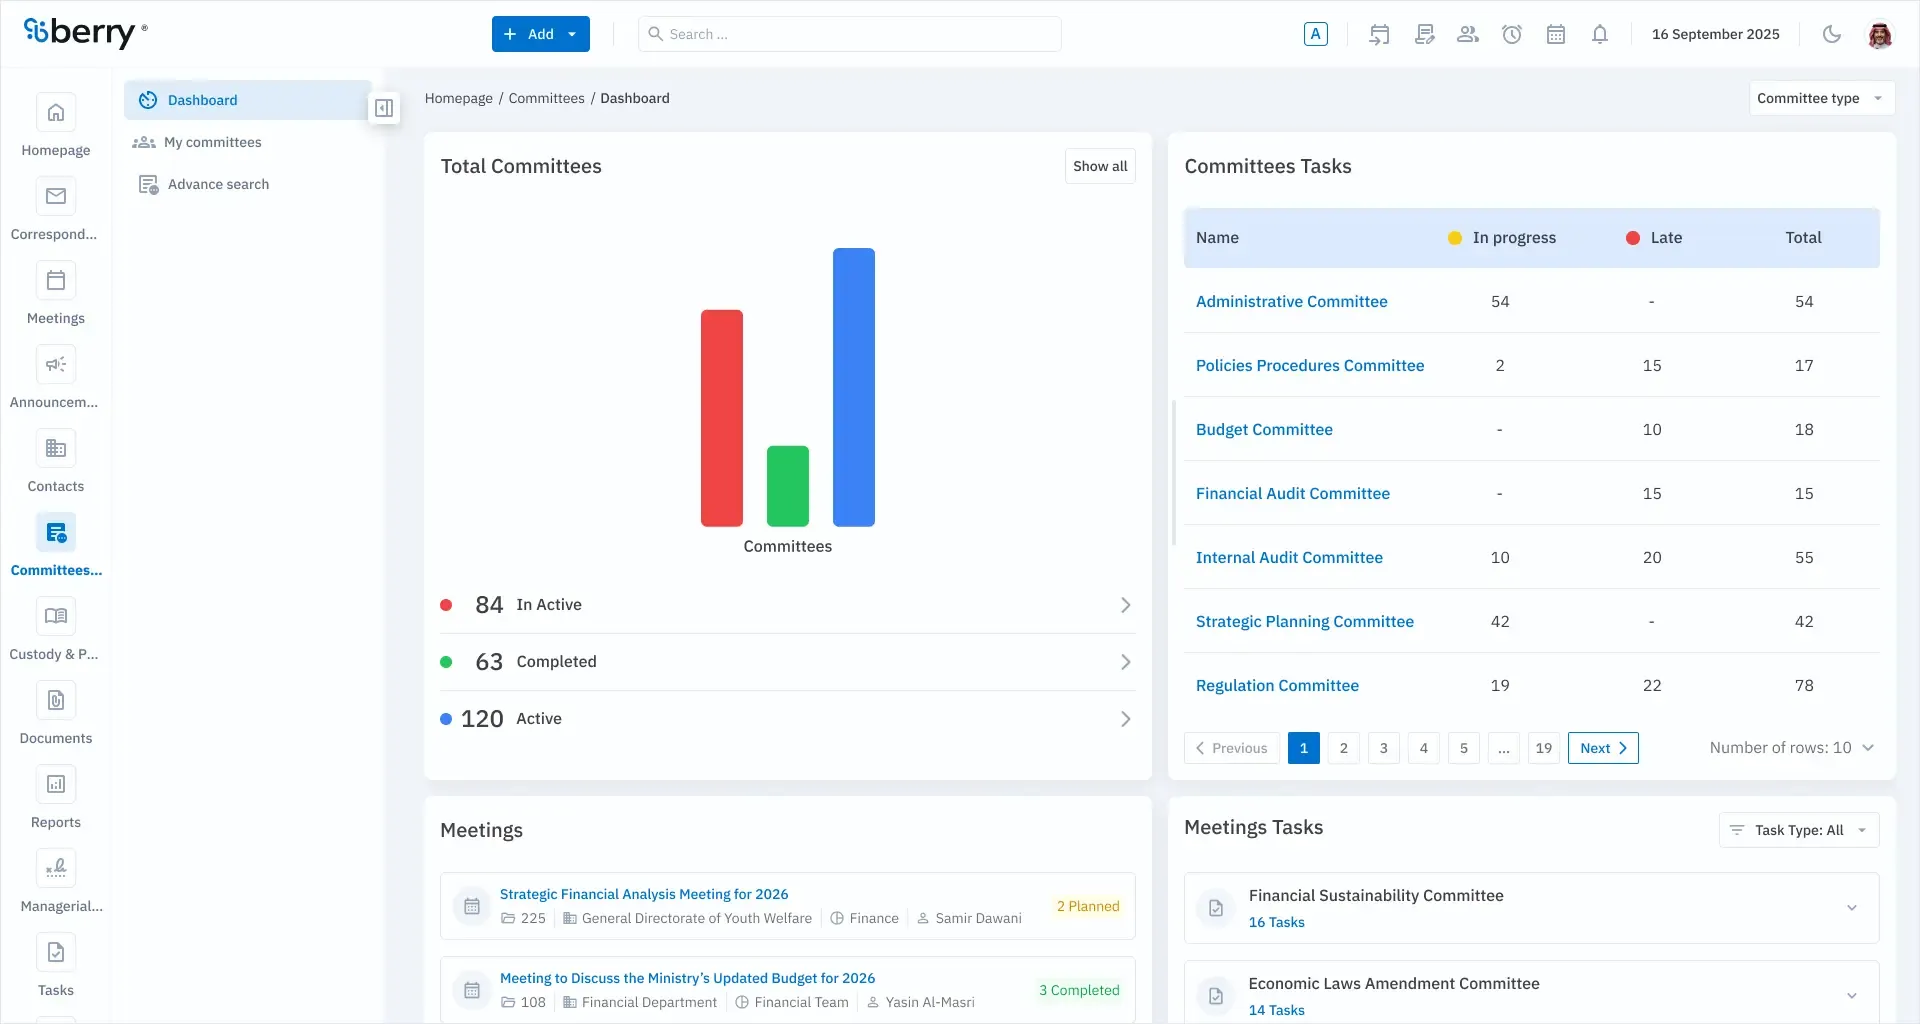 berry ®
Add
Search ...
A
16 September 2025
Homepage
Correspond...
Meetings
Announcem...
Contacts
Committees...
Custody & P...
Documents
Reports
Managerial...
Tasks
Dashboard
My committees
Advance search
Homepage / Committees / Dashboard
Committee type
Total Committees
Show all
Committees
84 In Active
63 Completed
120 Active
Committees Tasks
Name In progress Late Total
Administrative Committee 54 - 54
Policies Procedures Committee 2 15 17
Budget Committee - 10 18
Financial Audit Committee - 15 15
Internal Audit Committee 10 20 55
Strategic Planning Committee 42 - 42
Regulation Committee 19 22 78
Previous 1 2 3 4 5 ... 19 Next Number of rows: 10
Meetings
Strategic Financial Analysis Meeting for 2026
225 General Directorate of Youth Welfare Finance Samir Dawani
2 Planned
Meeting to Discuss the Ministry’s Updated Budget for 2026
108 Financial Department Financial Team Yasin Al-Masri
3 Completed
Meetings Tasks
Task Type: All
Financial Sustainability Committee
16 Tasks
Economic Laws Amendment Committee
14 Tasks